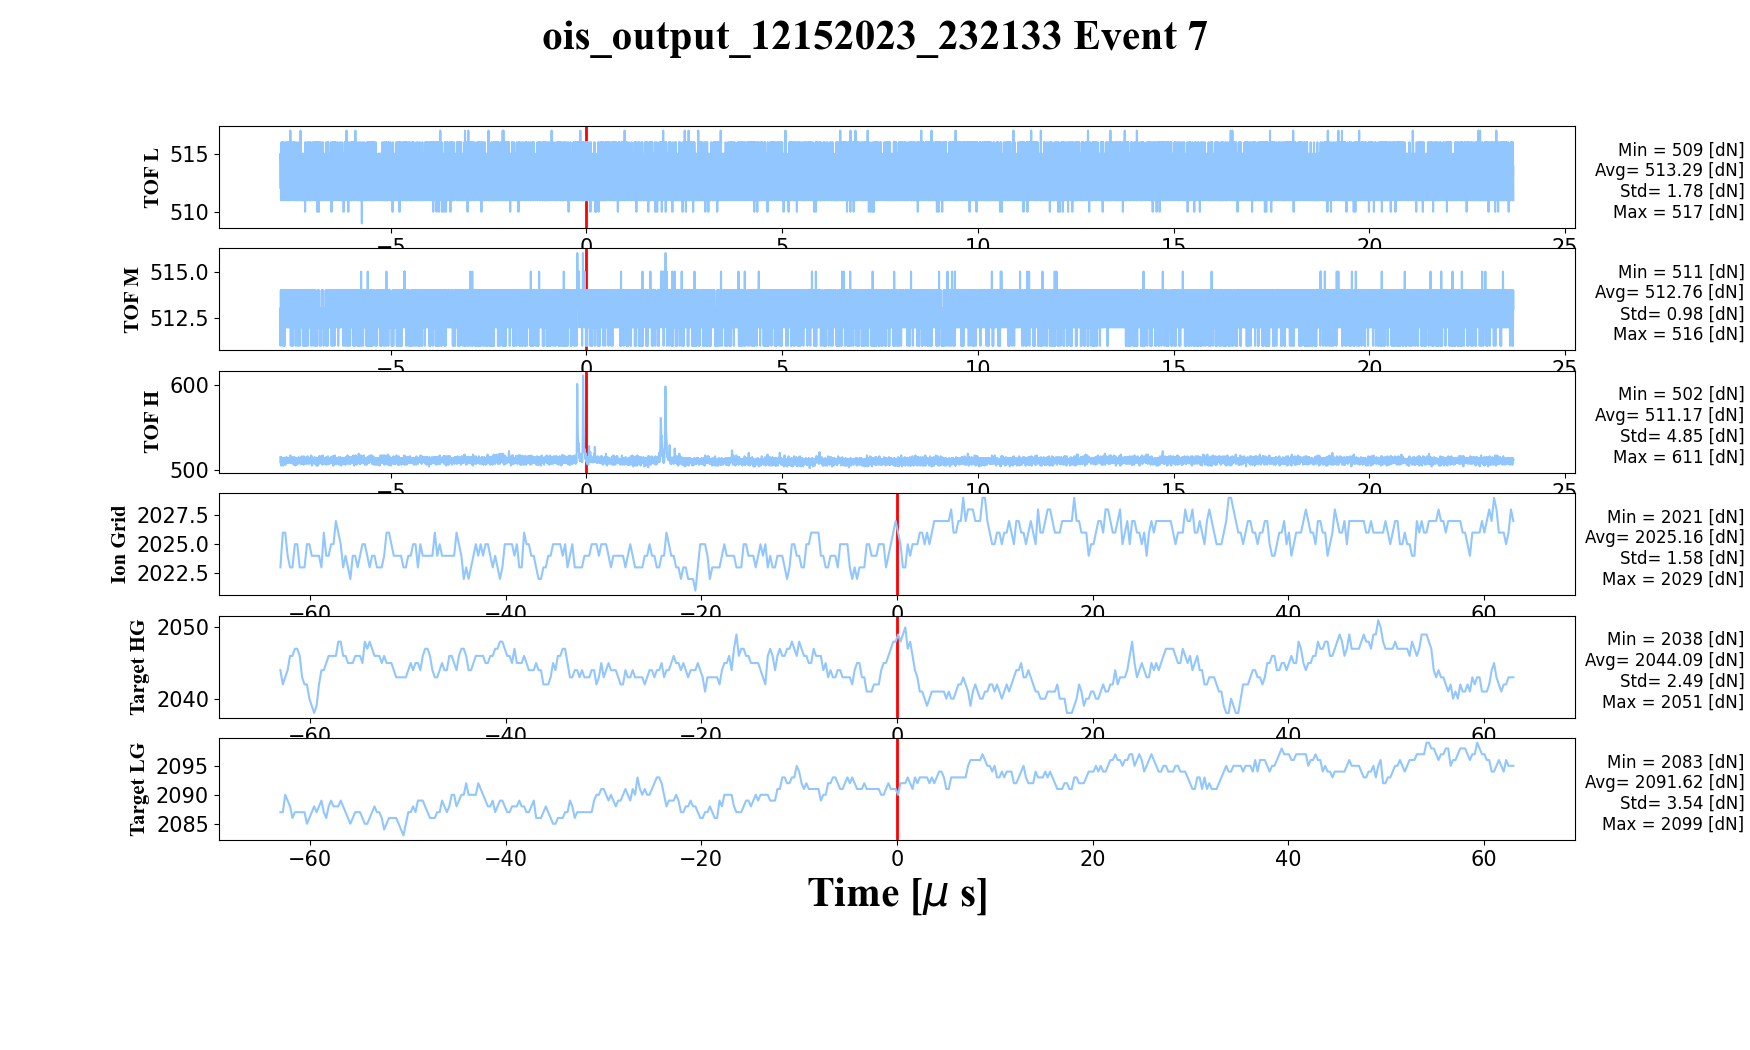 ois_output_12152023_232133 Event 7
TOF L
515
510
−5 0 5 10 15 20 25
Min = 509 [dN]
Avg= 513.29 [dN]
Std= 1.78 [dN]
Max = 517 [dN]
TOF M
515.0
512.5
−5 0 5 10 15 20 25
Min = 511 [dN]
Avg= 512.76 [dN]
Std= 0.98 [dN]
Max = 516 [dN]
TOF H
600
500
−5 0 5 10 15 20 25
Min = 502 [dN]
Avg= 511.17 [dN]
Std= 4.85 [dN]
Max = 611 [dN]
Ion Grid
2027.5
2025.0
2022.5
−60 −40 −20 0 20 40 60
Min = 2021 [dN]
Avg= 2025.16 [dN]
Std= 1.58 [dN]
Max = 2029 [dN]
Target HG
2050
2040
−60 −40 −20 0 20 40 60
Min = 2038 [dN]
Avg= 2044.09 [dN]
Std= 2.49 [dN]
Max = 2051 [dN]
Target LG
2095
2090
2085
−60 −40 −20 0 20 40 60
Min = 2083 [dN]
Avg= 2091.62 [dN]
Std= 3.54 [dN]
Max = 2099 [dN]
Time [μ s]